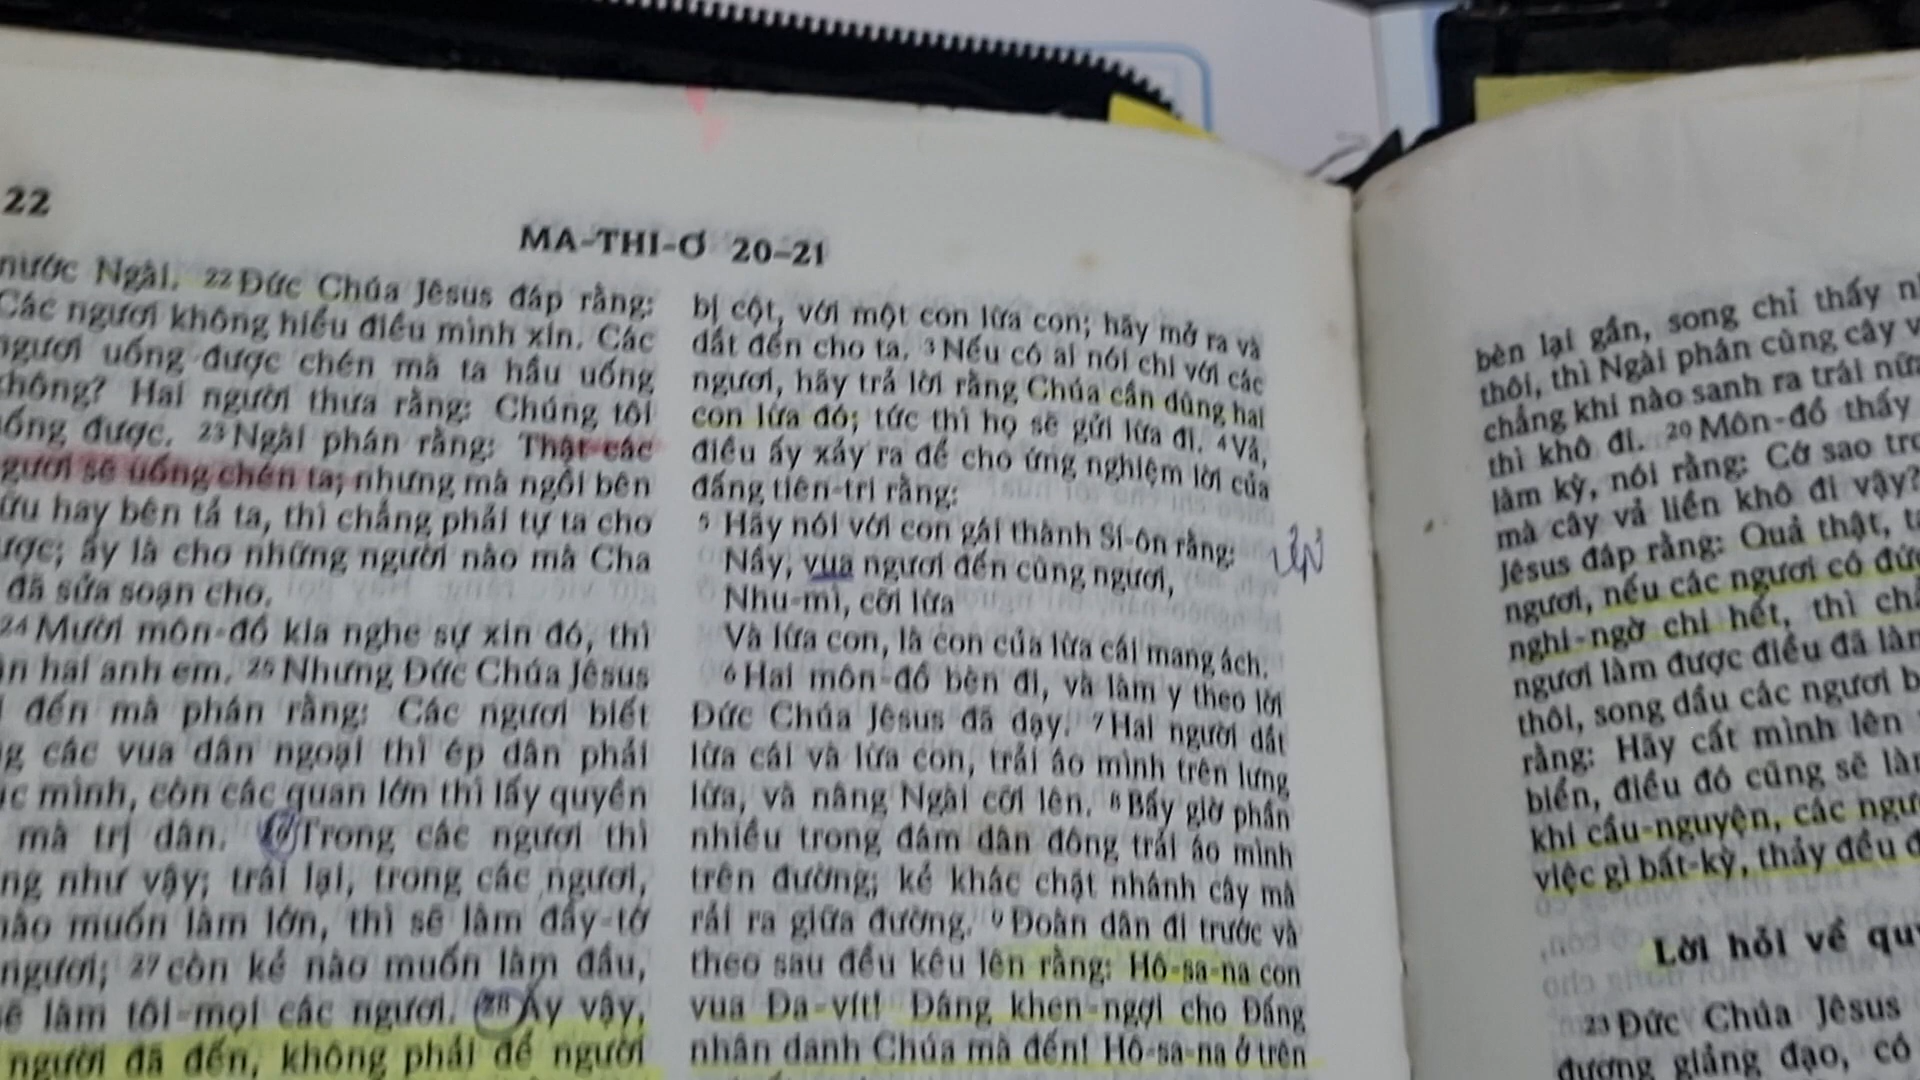 22
MA-THI-Ơ 20-21
nước Ngài. 22 Đức Chúa Jêsus đáp rằng:
Các ngươi không hiểu điều mình xin. Các
ngươi uống được chén mà ta hầu uống
không? Hai người thưa rằng: Chúng tôi
uống được. 23 Ngài phán rằng: Thật các
ngươi sẽ uống chén ta; nhưng mà ngồi bên
hữu hay bên tả ta, thì chẳng phải tự ta cho
được; ấy là cho những người nào mà Cha
đã sửa soạn cho.
24 Mười môn-đồ kia nghe sự xin đó, thì
hai anh em. 25 Nhưng Đức Chúa Jêsus
đến mà phán rằng: Các ngươi biết
các vua dân ngoại thì ép dân phải
mình, còn các quan lớn thì lấy quyền
mà trị dân. 26 Trong các ngươi thì
như vậy; trái lại, trong các ngươi,
nào muốn làm lớn, thì sẽ làm đầy-tớ
ngươi; 27 còn kẻ nào muốn làm đầu,
sẽ làm tôi-mọi các ngươi. 28 Ấy vậy,
người đã đến, không phải để người
bị cột, với một con lừa con; hãy mở ra và
dắt đến cho ta. 3 Nếu có ai nói chi với các
ngươi, hãy trả lời rằng Chúa cần dùng hai
con lừa đó; tức thì họ sẽ gửi lừa đi. 4 Vả,
điều ấy xảy ra để cho ứng nghiệm lời của
đấng tiên-tri rằng:
5 Hãy nói với con gái thành Si-ôn rằng:
Nầy, vua ngươi đến cùng ngươi,
Nhu-mì, cỡi lừa
Và lừa con, là con của lừa cái mang ách.
6 Hai môn-đồ bèn đi, và làm y theo lời
Đức Chúa Jêsus đã dạy. 7 Hai người dắt
lừa cái và lừa con, trải áo mình trên lưng
lừa, và nâng Ngài cỡi lên. 8 Bấy giờ phần
nhiều trong đám dân đông trải áo mình
trên đường; kẻ khác chặt nhánh cây mà
rải ra giữa đường. 9 Đoàn dân đi trước và
theo sau đều kêu lên rằng: Hô-sa-na con
vua Đa-vít! Đáng khen-ngợi cho Đấng
nhân danh Chúa mà đến! Hô-sa-na ở trên
bèn lại gần, song chỉ thấy
thôi, thì Ngài phán cùng cây
chẳng khi nào sanh ra trái nữa
thì khô đi. 20 Môn-đồ thấy
làm kỳ, nói rằng: Cớ sao
mà cây vả liền khô đi vậy?
Jêsus đáp rằng: Quả thật,
ngươi, nếu các ngươi có đức
nghi-ngờ chi hết, thì
ngươi làm được điều đã làm
thôi, song dầu các ngươi
rằng: Hãy cất mình lên
biển, điều đó cũng sẽ làm
khi cầu-nguyện, các ngươi
việc gì bất-kỳ, thảy đều
Lời hỏi về
23 Đức Chúa Jêsus
đương giảng đạo, có